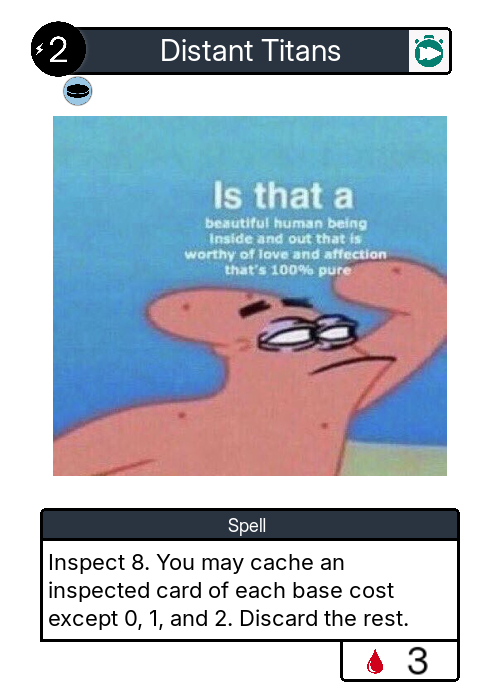 2
Distant Titans
Is that a
beautiful human being
inside and out that is
worthy of love and affection
that's 100% pure
Spell
Inspect 8. You may cache an
inspected card of each base cost
except 0, 1, and 2. Discard the rest.
3